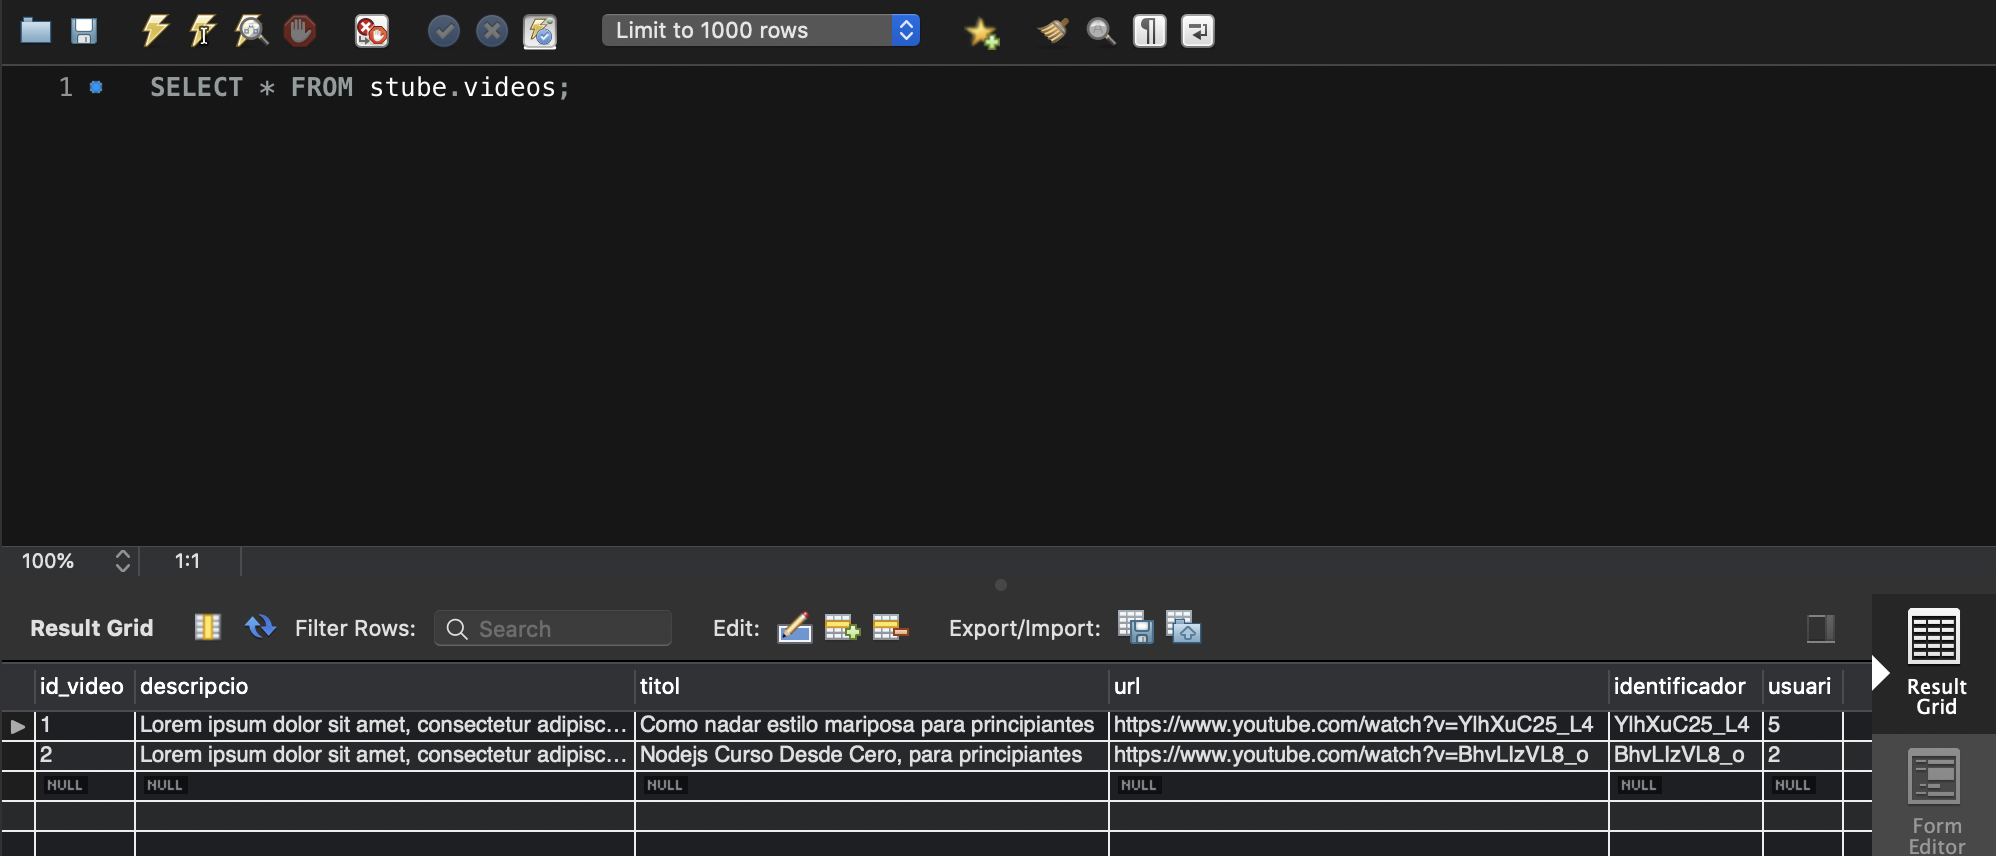 Limit to 1000 rows
1 SELECT * FROM stube.videos;
100% 1:1
Result Grid Filter Rows: Search Edit: Export/Import:
id_video descripcio titol url identificador usuari
1 Lorem ipsum dolor sit amet, consectetur adipisc... Como nadar estilo mariposa para principiantes https://www.youtube.com/watch?v=YlhXuC25_L4 YlhXuC25_L4 5
2 Lorem ipsum dolor sit amet, consectetur adipisc... Nodejs Curso Desde Cero, para principiantes https://www.youtube.com/watch?v=BhvLIzVL8_o BhvLIzVL8_o 2
NULL NULL NULL NULL NULL NULL
Result
Grid
Form
Editor